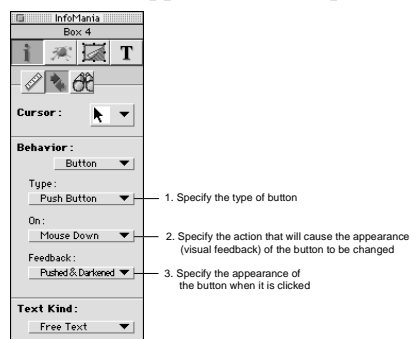 InfoMania
Box 4
i
T
Cursor:
Behavior:
Button
Type:
Push Button
1. Specify the type of button
On:
Mouse Down
2. Specify the action that will cause the appearance
(visual feedback) of the button to be changed
Feedback:
Pushed & Darkened
3. Specify the appearance of
the button when it is clicked
Text Kind:
Free Text